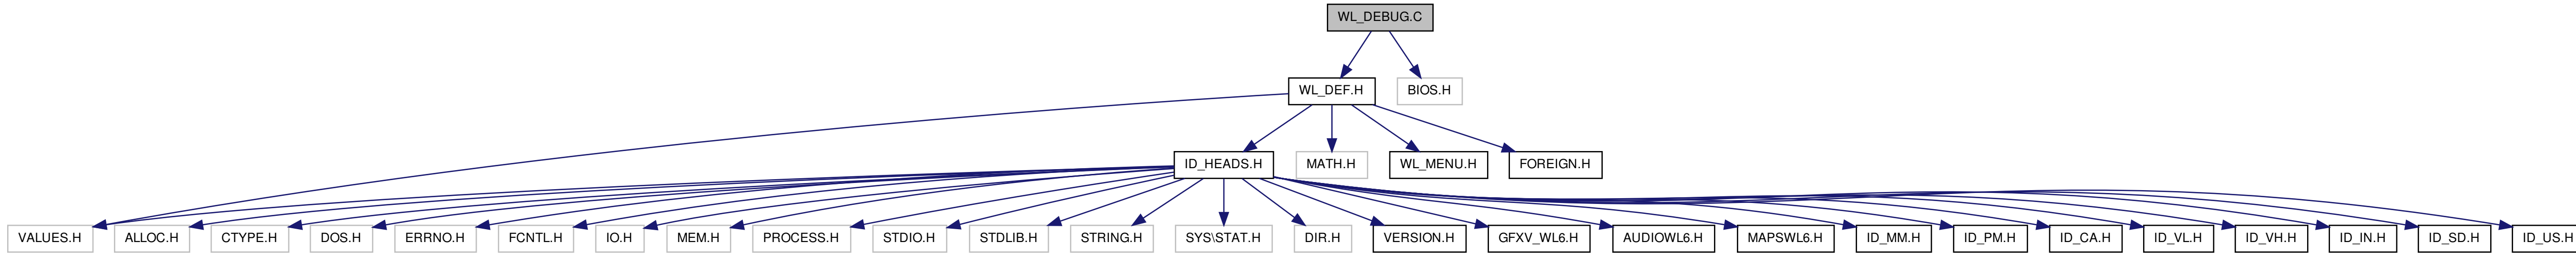 WL_DEBUG.C
WL_DEF.H
BIOS.H
ID_HEADS.H
MATH.H
WL_MENU.H
FOREIGN.H
VALUES.H
ALLOC.H
CTYPE.H
DOS.H
ERRNO.H
FCNTL.H
IO.H
MEM.H
PROCESS.H
STDIO.H
STDLIB.H
STRING.H
SYS\STAT.H
DIR.H
VERSION.H
GFXV_WL6.H
AUDIOWL6.H
MAPSWL6.H
ID_MM.H
ID_PM.H
ID_CA.H
ID_VL.H
ID_VH.H
ID_IN.H
ID_SD.H
ID_US.H